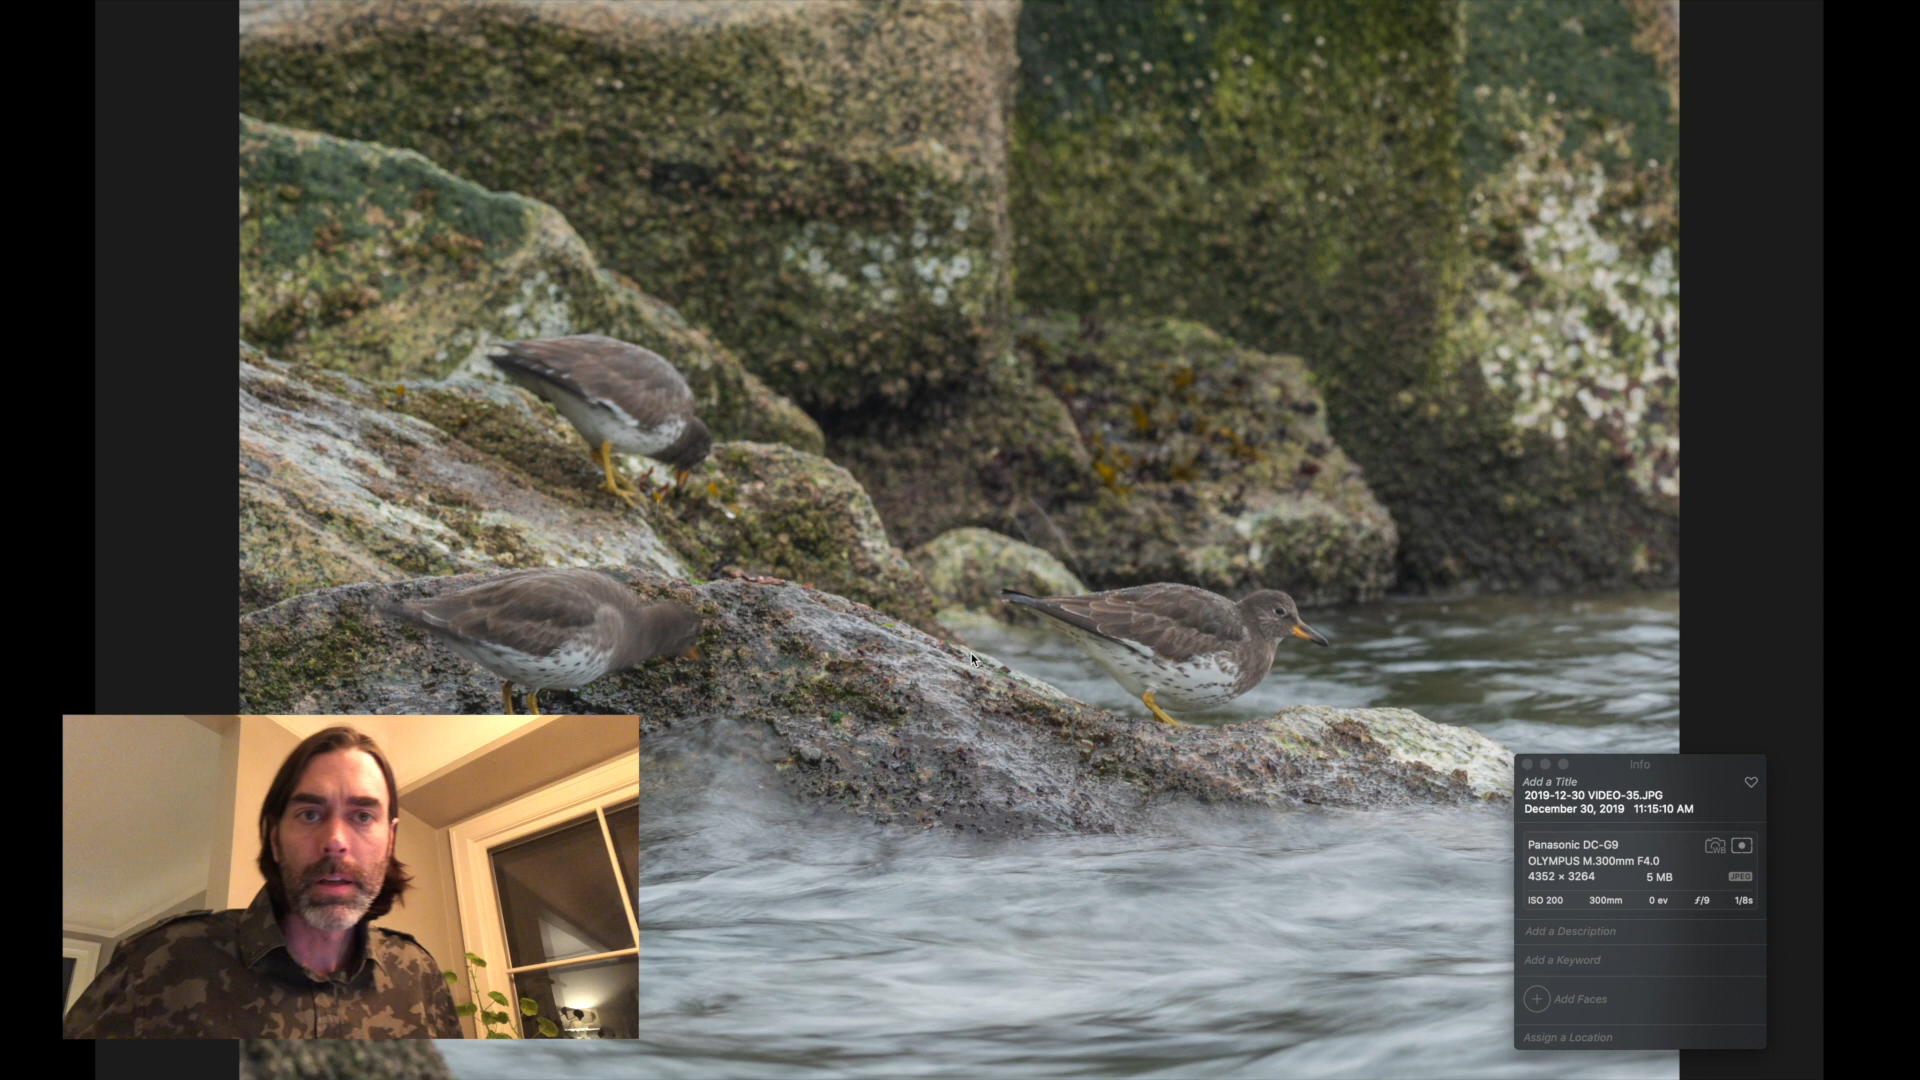 Info
Add a Title
2019-12-30 VIDEO-35.JPG
December 30, 2019 11:15:10 AM
Panasonic DC-G9
WB
OLYMPUS M.300mm F4.0
4352 × 3264 5 MB JPEG
ISO 200 300mm 0 ev ƒ/9 1/8s
Add a Description
Add a Keyword
Add Faces
Assign a Location